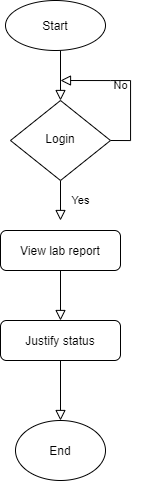 Start
No
Login
Yes
View lab report
Justify status
End